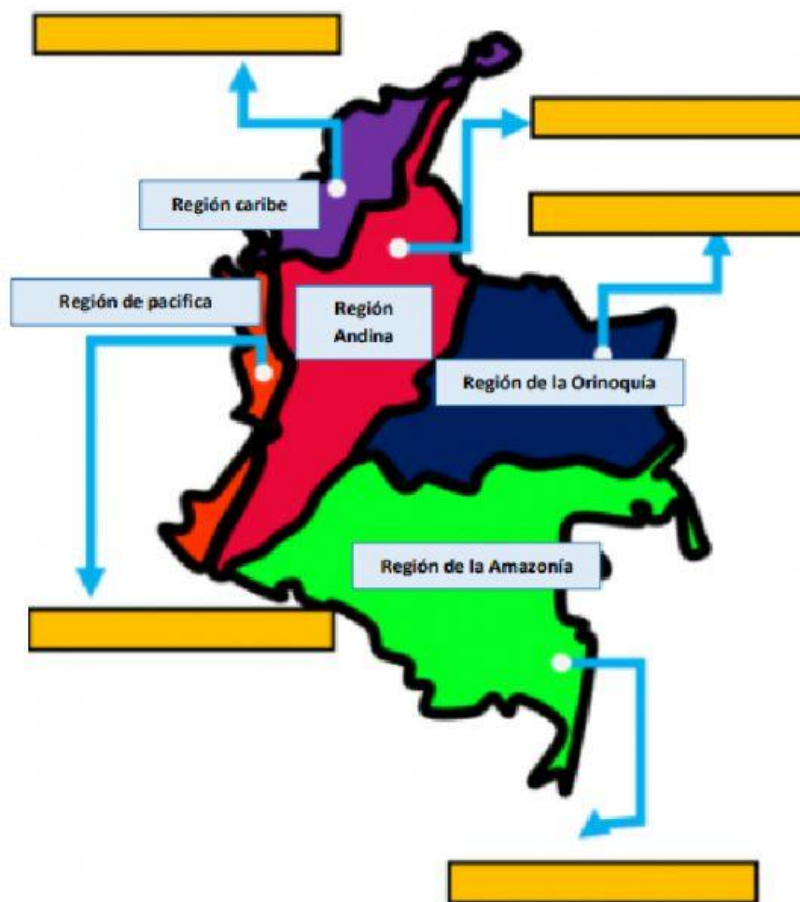 Región caribe
Región de pacifica
Región
Andina
Región de la Orinoquía
Región de la Amazonía